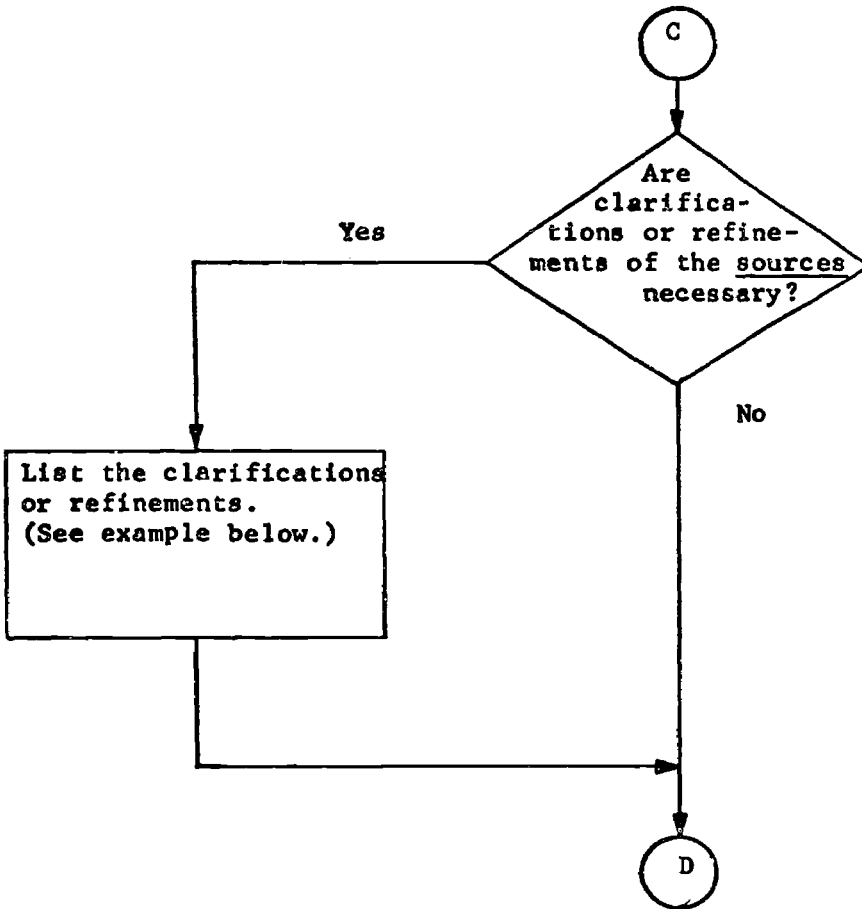 C
Are
clarifica-
tions or refine-
ments of the sources
necessary?
Yes
No
List the clarifications
or refinements.
(See example below.)
D